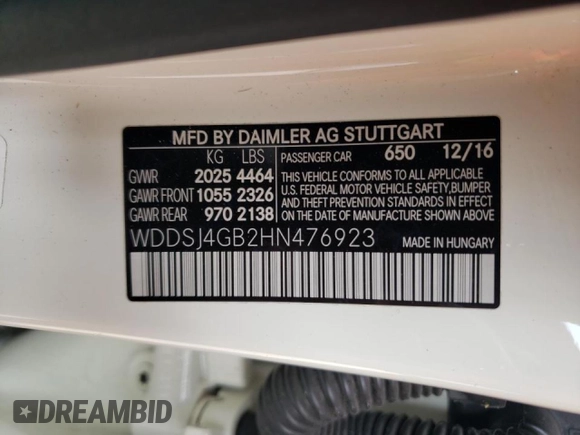 MFD BY DAIMLER AG STUTTGART
KG LBS
GVWR 2025 4464
GAWR FRONT 1055 2326
GAWR REAR 970 2138
PASSENGER CAR 650 12/16
THIS VEHICLE CONFORMS TO ALL APPLICABLE
U.S. FEDERAL MOTOR VEHICLE SAFETY,BUMPER
AND THEFT PREVENTION STANDARDS IN EFFECT
ON THE DATE OF MANUFACTURE SHOWN ABOVE.
WDDSJ4GB2HN476923
MADE IN HUNGARY
DREAMBID